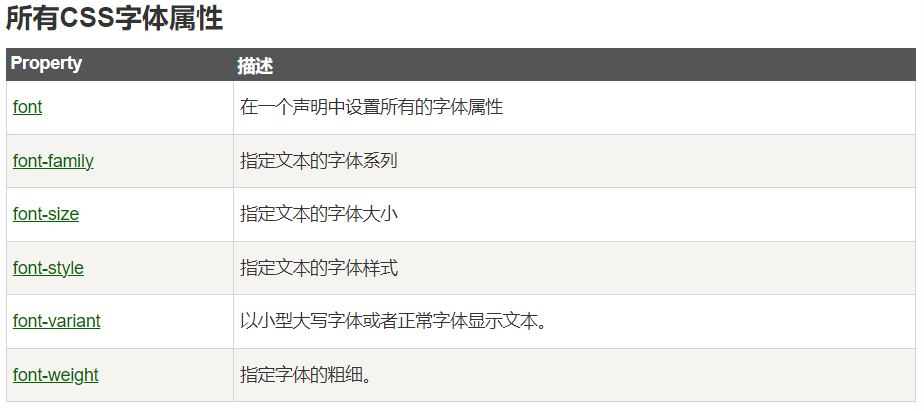 所有CSS字体属性
Property 描述
font 在一个声明中设置所有的字体属性
font-family 指定文本的字体系列
font-size 指定文本的字体大小
font-style 指定文本的字体样式
font-variant 以小型大写字体或者正常字体显示文本。
font-weight 指定字体的粗细。